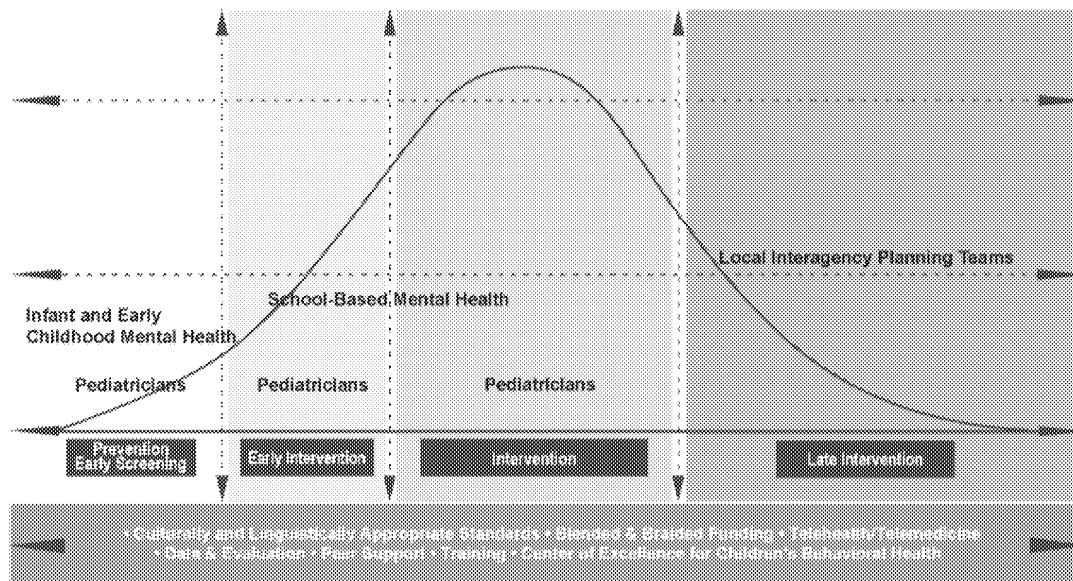 Local Interagency Planning Teams
School-Based Mental Health
Infant and Early
Childhood Mental Health
Pediatricians
Pediatricians
Pediatricians
Prevention
Early Screening
Early Intervention
Intervention
Late Intervention
• Culturally and Linguistically Appropriate Standards • Blended & Braided Funding • Telehealth/Telemedicine
• Data & Evaluation • Peer Support • Training • Center of Excellence for Children's Behavioral Health